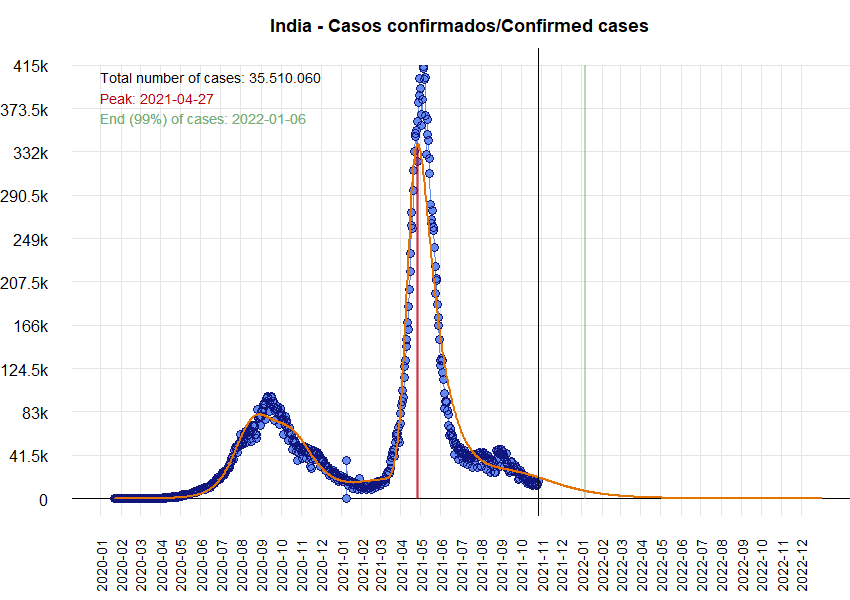 India - Casos confirmados/Confirmed cases
415k
Total number of cases: 35.510.060
Peak: 2021-04-27
373.5k
End (99%) of cases: 2022-01-06
332k
290.5k
249k
207.5k
166k
124.5k
83k
41.5k
0
2020-01
2020-02
2020-03
2020-04
2020-05
2020-06
2020-07
2020-08
2020-09
2020-10
2020-11
2020-12
2021-01
2021-02
2021-03
2021-04
2021-05
2021-06
2021-07
2021-08
2021-09
2021-10
2021-11
2021-12
2022-01
2022-02
2022-03
2022-04
2022-05
2022-06
2022-07
2022-08
2022-09
2022-10
2022-11
2022-12